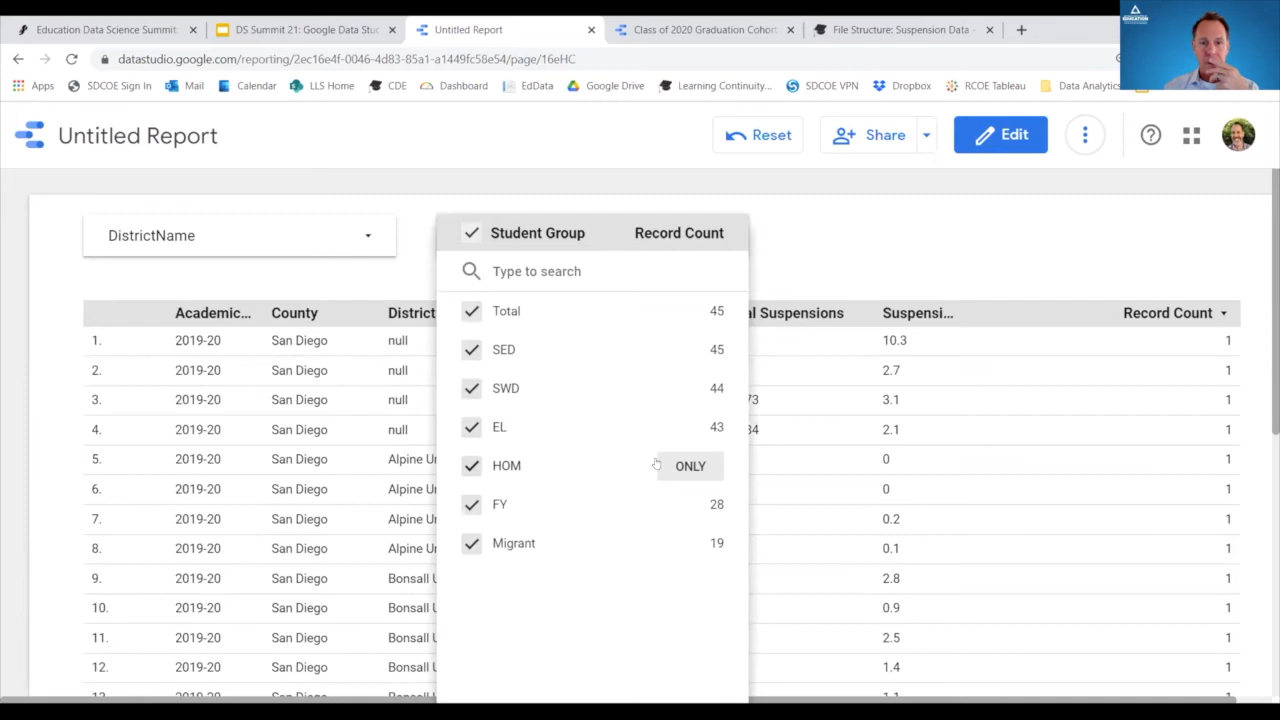 Education Data Science Summit
DS Summit 21: Google Data Stu
Untitled Report
Class of 2020 Graduation Cohort
File Structure: Suspension Data -
datastudio.google.com/reporting/2ec16e4f-0046-4d83-85a1-a1449fc58e54/page/16eHC
Apps
SDCOE Sign In
Mail
Calendar
LLS Home
CDE
Dashboard
EdData
Google Drive
Learning Continuity...
SDCOE VPN
Dropbox
RCOE Tableau
Data Analytics
EDUCATION
Untitled Report
Reset
Share
Edit
DistrictName
Student Group Record Count
Type to search
Total 45
SED 45
SWD 44
EL 43
HOM ONLY
FY 28
Migrant 19
Academic... County District al Suspensions Suspensi... Record Count
1. 2019-20 San Diego null 10.3 1
2. 2019-20 San Diego null 2.7 1
3. 2019-20 San Diego null 73 3.1 1
4. 2019-20 San Diego null 34 2.1 1
5. 2019-20 San Diego Alpine Ur 0 1
6. 2019-20 San Diego Alpine Ur 0 1
7. 2019-20 San Diego Alpine Ur 0.2 1
8. 2019-20 San Diego Alpine Ur 0.1 1
9. 2019-20 San Diego Bonsall U 2.8 1
10. 2019-20 San Diego Bonsall U 0.9 1
11. 2019-20 San Diego Bonsall U 2.5 1
12. 2019-20 San Diego Bonsall U 1.4 1
13. 2019-20 San Diego Bonsall U 1.1 1